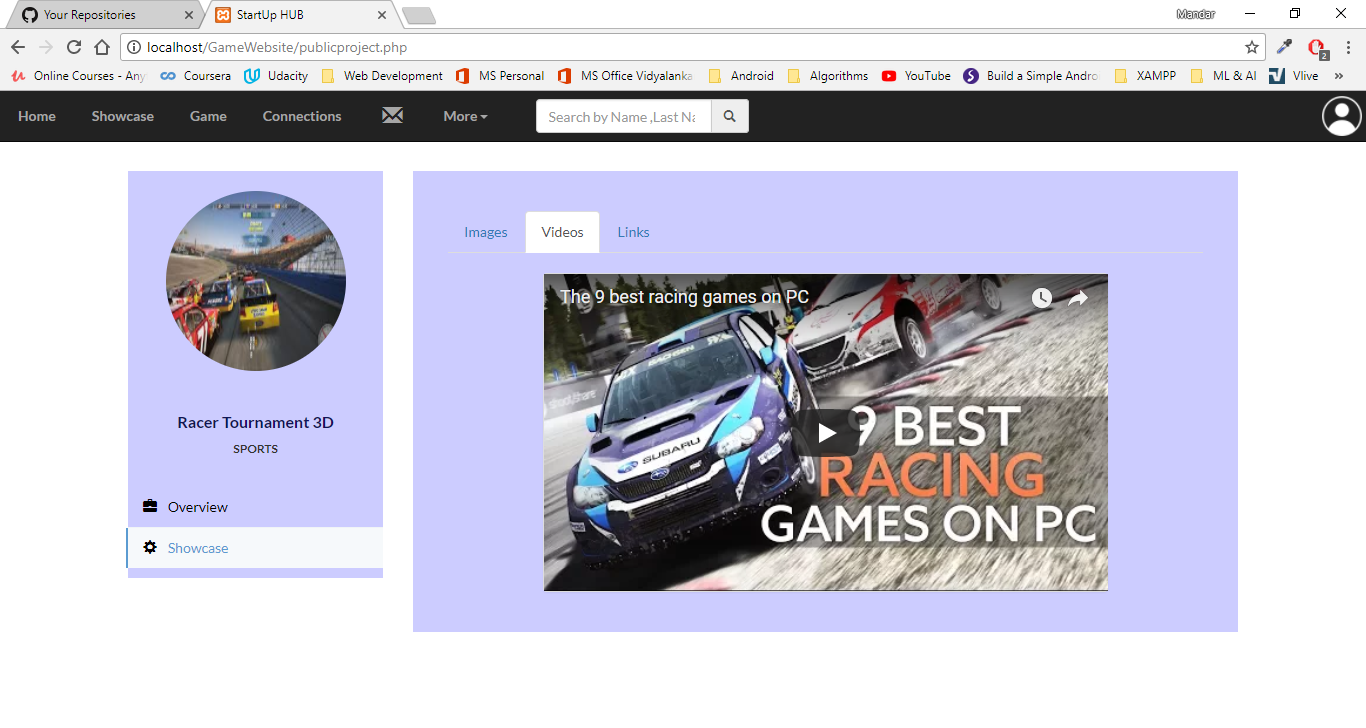 Your Repositories
StartUp HUB
Mandar
localhost/GameWebsite/publicproject.php
2
Online Courses - Any
Coursera
Udacity
Web Development
MS Personal
MS Office Vidyalanka
Android
Algorithms
YouTube
Build a Simple Andro
XAMPP
ML & AI
Vlive
»
Home
Showcase
Game
Connections
More
Search by Name ,Last Na
Images
Videos
Links
Racer Tournament 3D
SPORTS
Overview
Showcase
The 9 best racing games on PC
SUBARU
9 BEST
RACING
GAMES ON PC